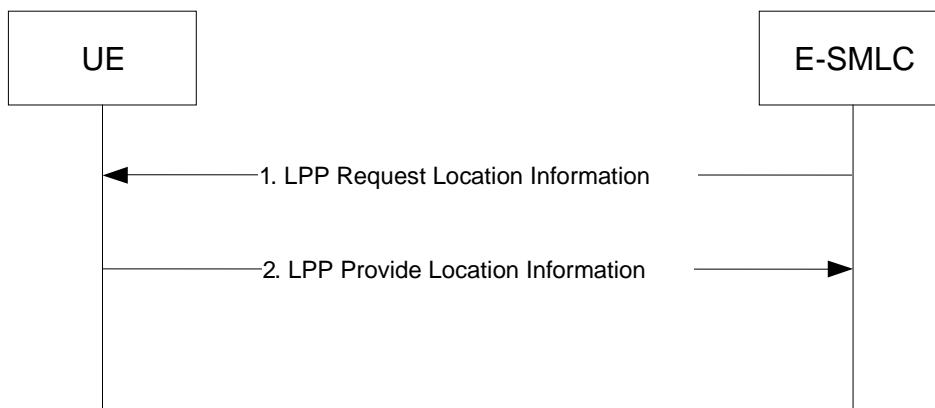 UE
E-SMLC
1. LPP Request Location Information
2. LPP Provide Location Information